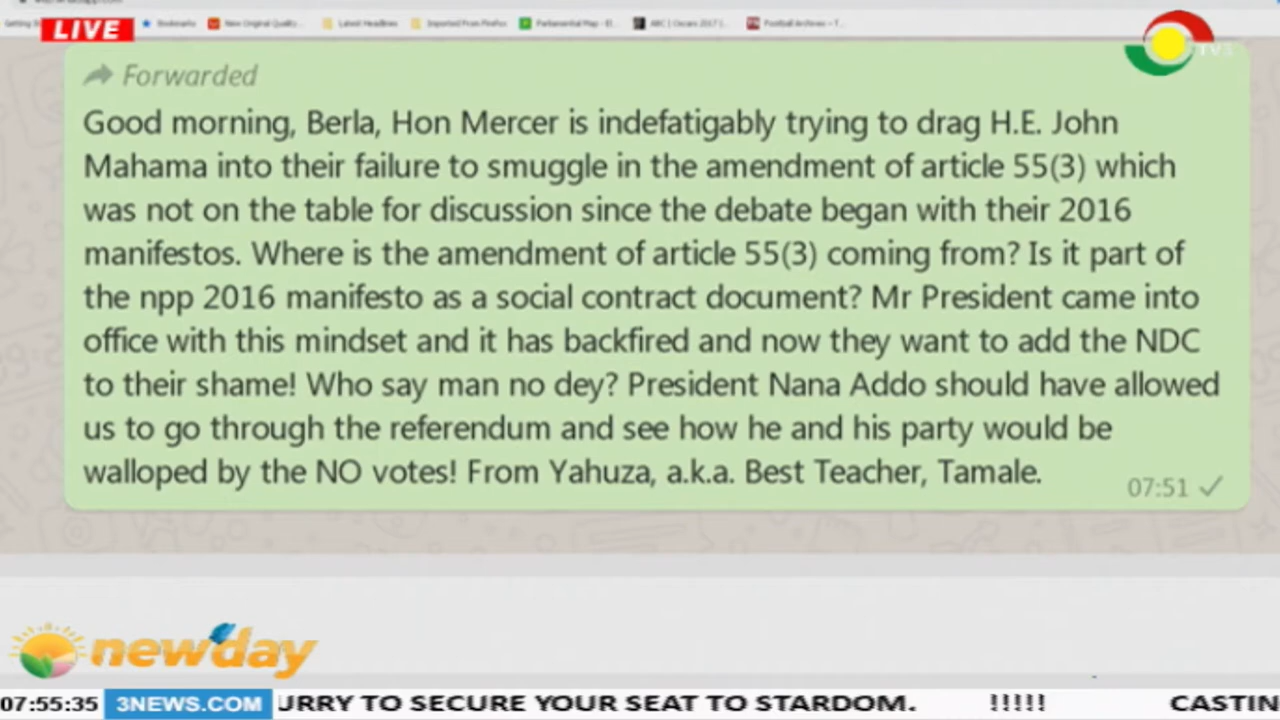 LIVE
Bookmarks
Latest Headlines
Imported From Firefox
TV3
Forwarded
Good morning, Berla, Hon Mercer is indefatigably trying to drag H.E. John
Mahama into their failure to smuggle in the amendment of article 55(3) which
was not on the table for discussion since the debate began with their 2016
manifestos. Where is the amendment of article 55(3) coming from? Is it part of
the npp 2016 manifesto as a social contract document? Mr President came into
office with this mindset and it has backfired and now they want to add the NDC
to their shame! Who say man no dey? President Nana Addo should have allowed
us to go through the referendum and see how he and his party would be
walloped by the NO votes! From Yahuza, a.k.a. Best Teacher, Tamale.
07:51
newday
07:55:35 3NEWS.COM URRY TO SECURE YOUR SEAT TO STARDOM. !!!!! CASTIN